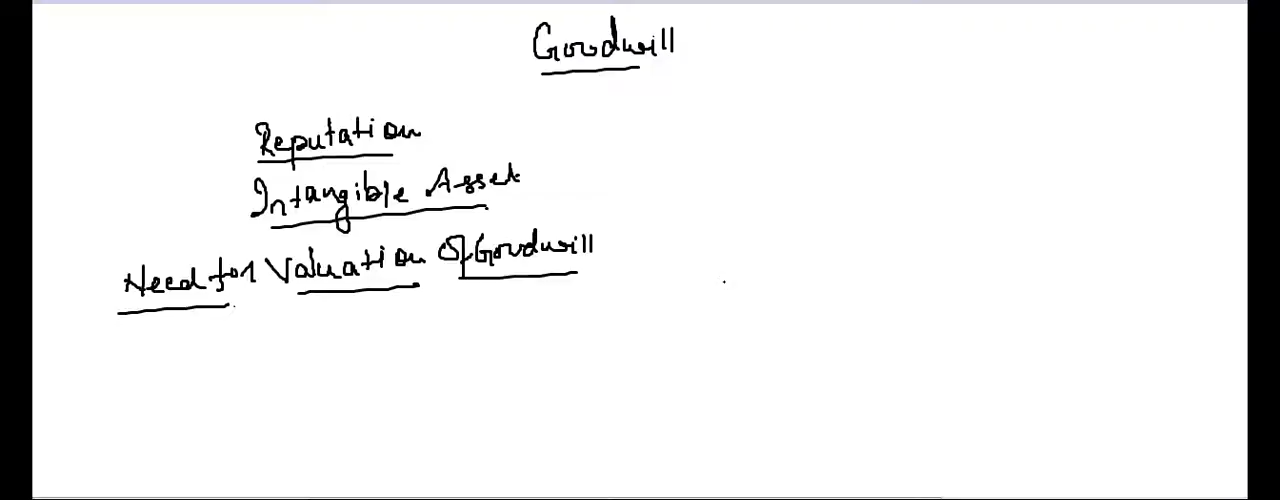 Goodwill
Reputation
Intangible Asset
Need for Valuation Of Goodwill